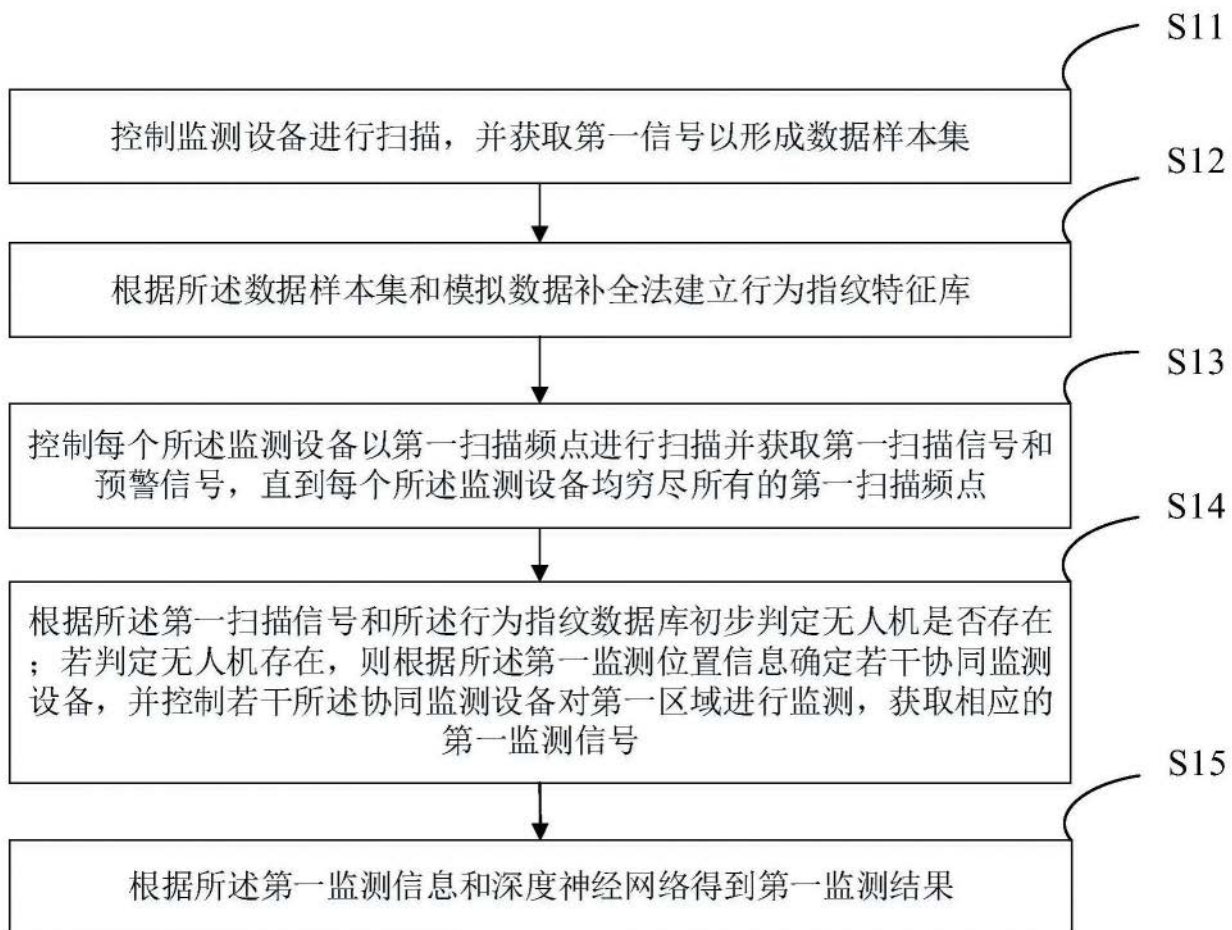 S11
控制监测设备进行扫描，并获取第一信号以形成数据样本集
S12
根据所述数据样本集和模拟数据补全法建立行为指纹特征库
S13
控制每个所述监测设备以第一扫描频点进行扫描并获取第一扫描信号和
预警信号，直到每个所述监测设备均穷尽所有的第一扫描频点
S14
根据所述第一扫描信号和所述行为指纹数据库初步判定无人机是否存在
；若判定无人机存在，则根据所述第一监测位置信息确定若干协同监测
设备，并控制若干所述协同监测设备对第一区域进行监测，获取相应的
第一监测信号
S15
根据所述第一监测信息和深度神经网络得到第一监测结果